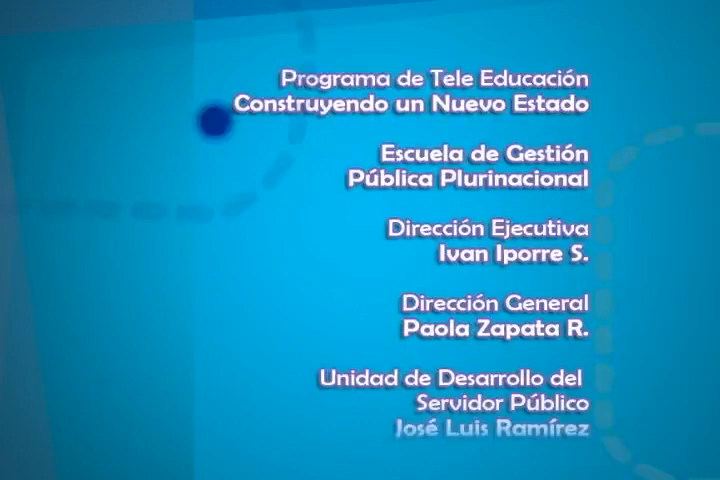 Programa de Tele Educación
Construyendo un Nuevo Estado
Escuela de Gestión
Pública Plurinacional
Dirección Ejecutiva
Ivan Iporre S.
Dirección General
Paola Zapata R.
Unidad de Desarrollo del
Servidor Público
José Luis Ramírez